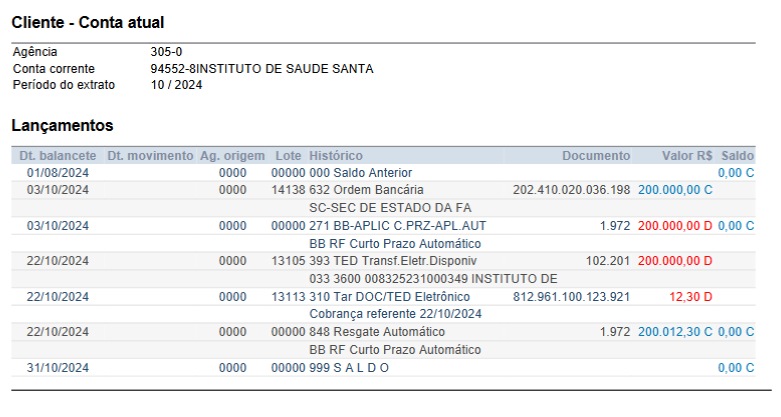 Cliente - Conta atual
Agência 305-0
Conta corrente 94552-8INSTITUTO DE SAUDE SANTA
Período do extrato 10 / 2024
Lançamentos
Dt. balancete Dt. movimento Ag. origem Lote Histórico Documento Valor R$ Saldo
01/08/2024 0000 00000 000 Saldo Anterior 0,00 C
03/10/2024 0000 14138 632 Ordem Bancária 202.410.020.036.198 200.000,00 C
SC-SEC DE ESTADO DA FA
03/10/2024 0000 00000 271 BB-APLIC C.PRZ-APL.AUT 1.972 200.000,00 D 0,00 C
BB RF Curto Prazo Automático
22/10/2024 0000 13105 393 TED Transf.Eletr.Disponiv 102.201 200.000,00 D
033 3600 008325231000349 INSTITUTO DE
22/10/2024 0000 13113 310 Tar DOC/TED Eletrônico 812.961.100.123.921 12,30 D
Cobrança referente 22/10/2024
22/10/2024 0000 00000 848 Resgate Automático 1.972 200.012,30 C 0,00 C
BB RF Curto Prazo Automático
31/10/2024 0000 00000 999 S A L D O 0,00 C